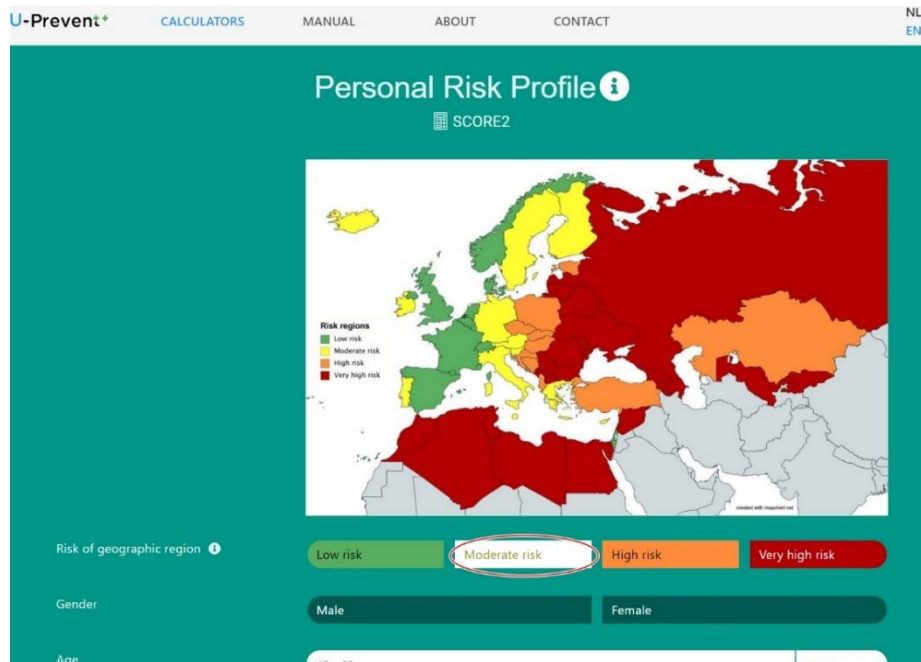 U-Prevent+ CALCULATORS MANUAL ABOUT CONTACT NL
EN
Personal Risk Profile i
SCORE2
Risk regions
Low risk
Moderate risk
High risk
Very high risk
created with mapchart.net
Risk of geographic region i Low risk Moderate risk High risk Very high risk
Gender Male Female
Age